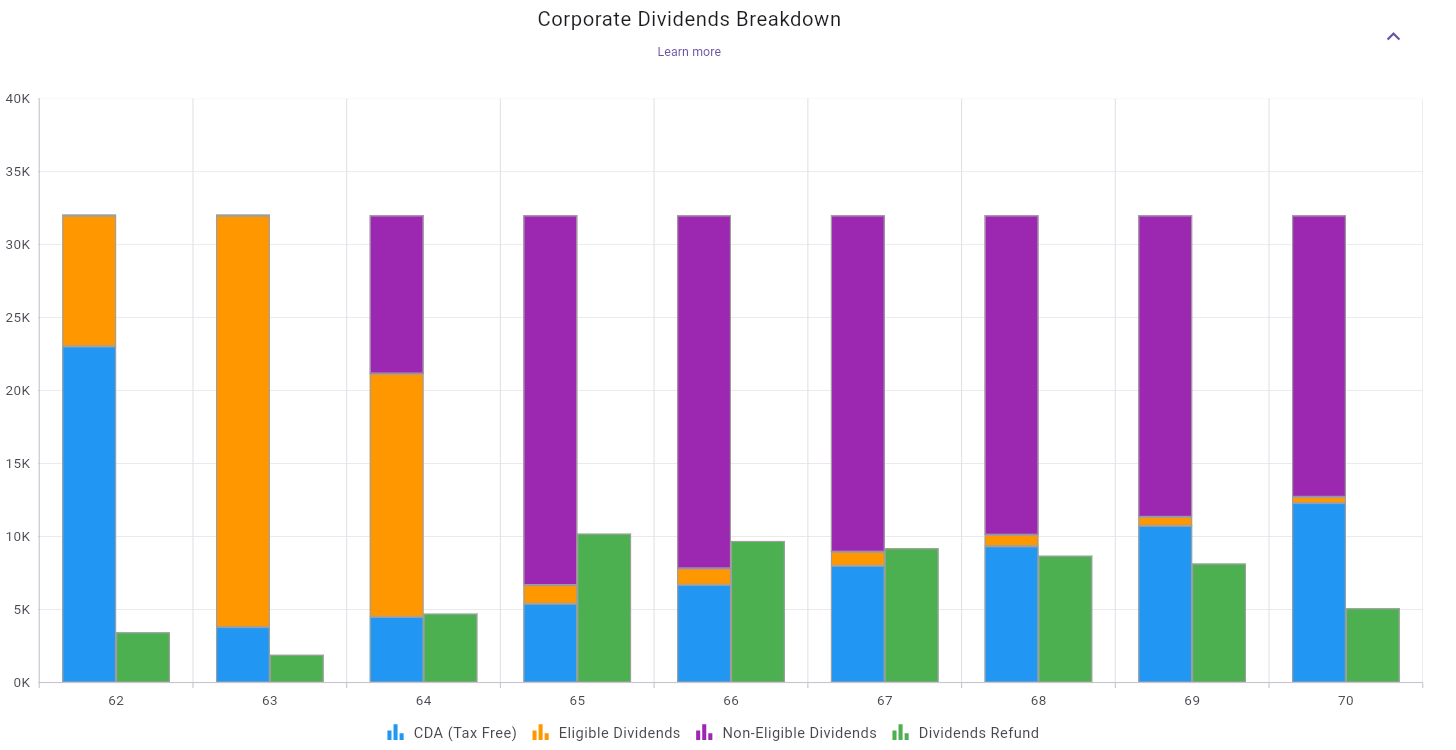 Corporate Dividends Breakdown
Learn more
40K
35K
30K
25K
20K
15K
10K
5K
0K
62 63 64 65 66 67 68 69 70
CDA (Tax Free) Eligible Dividends Non-Eligible Dividends Dividends Refund